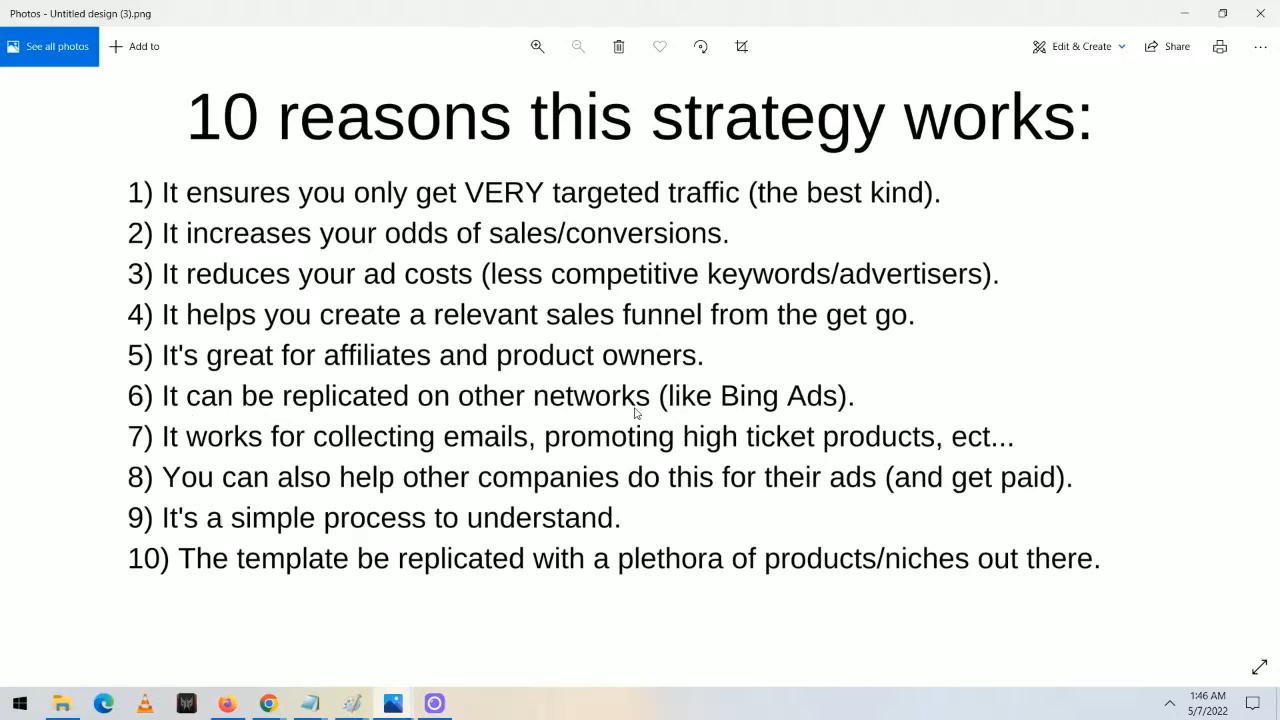 Photos - Untitled design (3).png
See all photos
Add to
Edit & Create
Share
10 reasons this strategy works:
1) It ensures you only get VERY targeted traffic (the best kind).
2) It increases your odds of sales/conversions.
3) It reduces your ad costs (less competitive keywords/advertisers).
4) It helps you create a relevant sales funnel from the get go.
5) It's great for affiliates and product owners.
6) It can be replicated on other networks (like Bing Ads).
7) It works for collecting emails, promoting high ticket products, ect...
8) You can also help other companies do this for their ads (and get paid).
9) It's a simple process to understand.
10) The template be replicated with a plethora of products/niches out there.
1:46 AM
5/7/2022